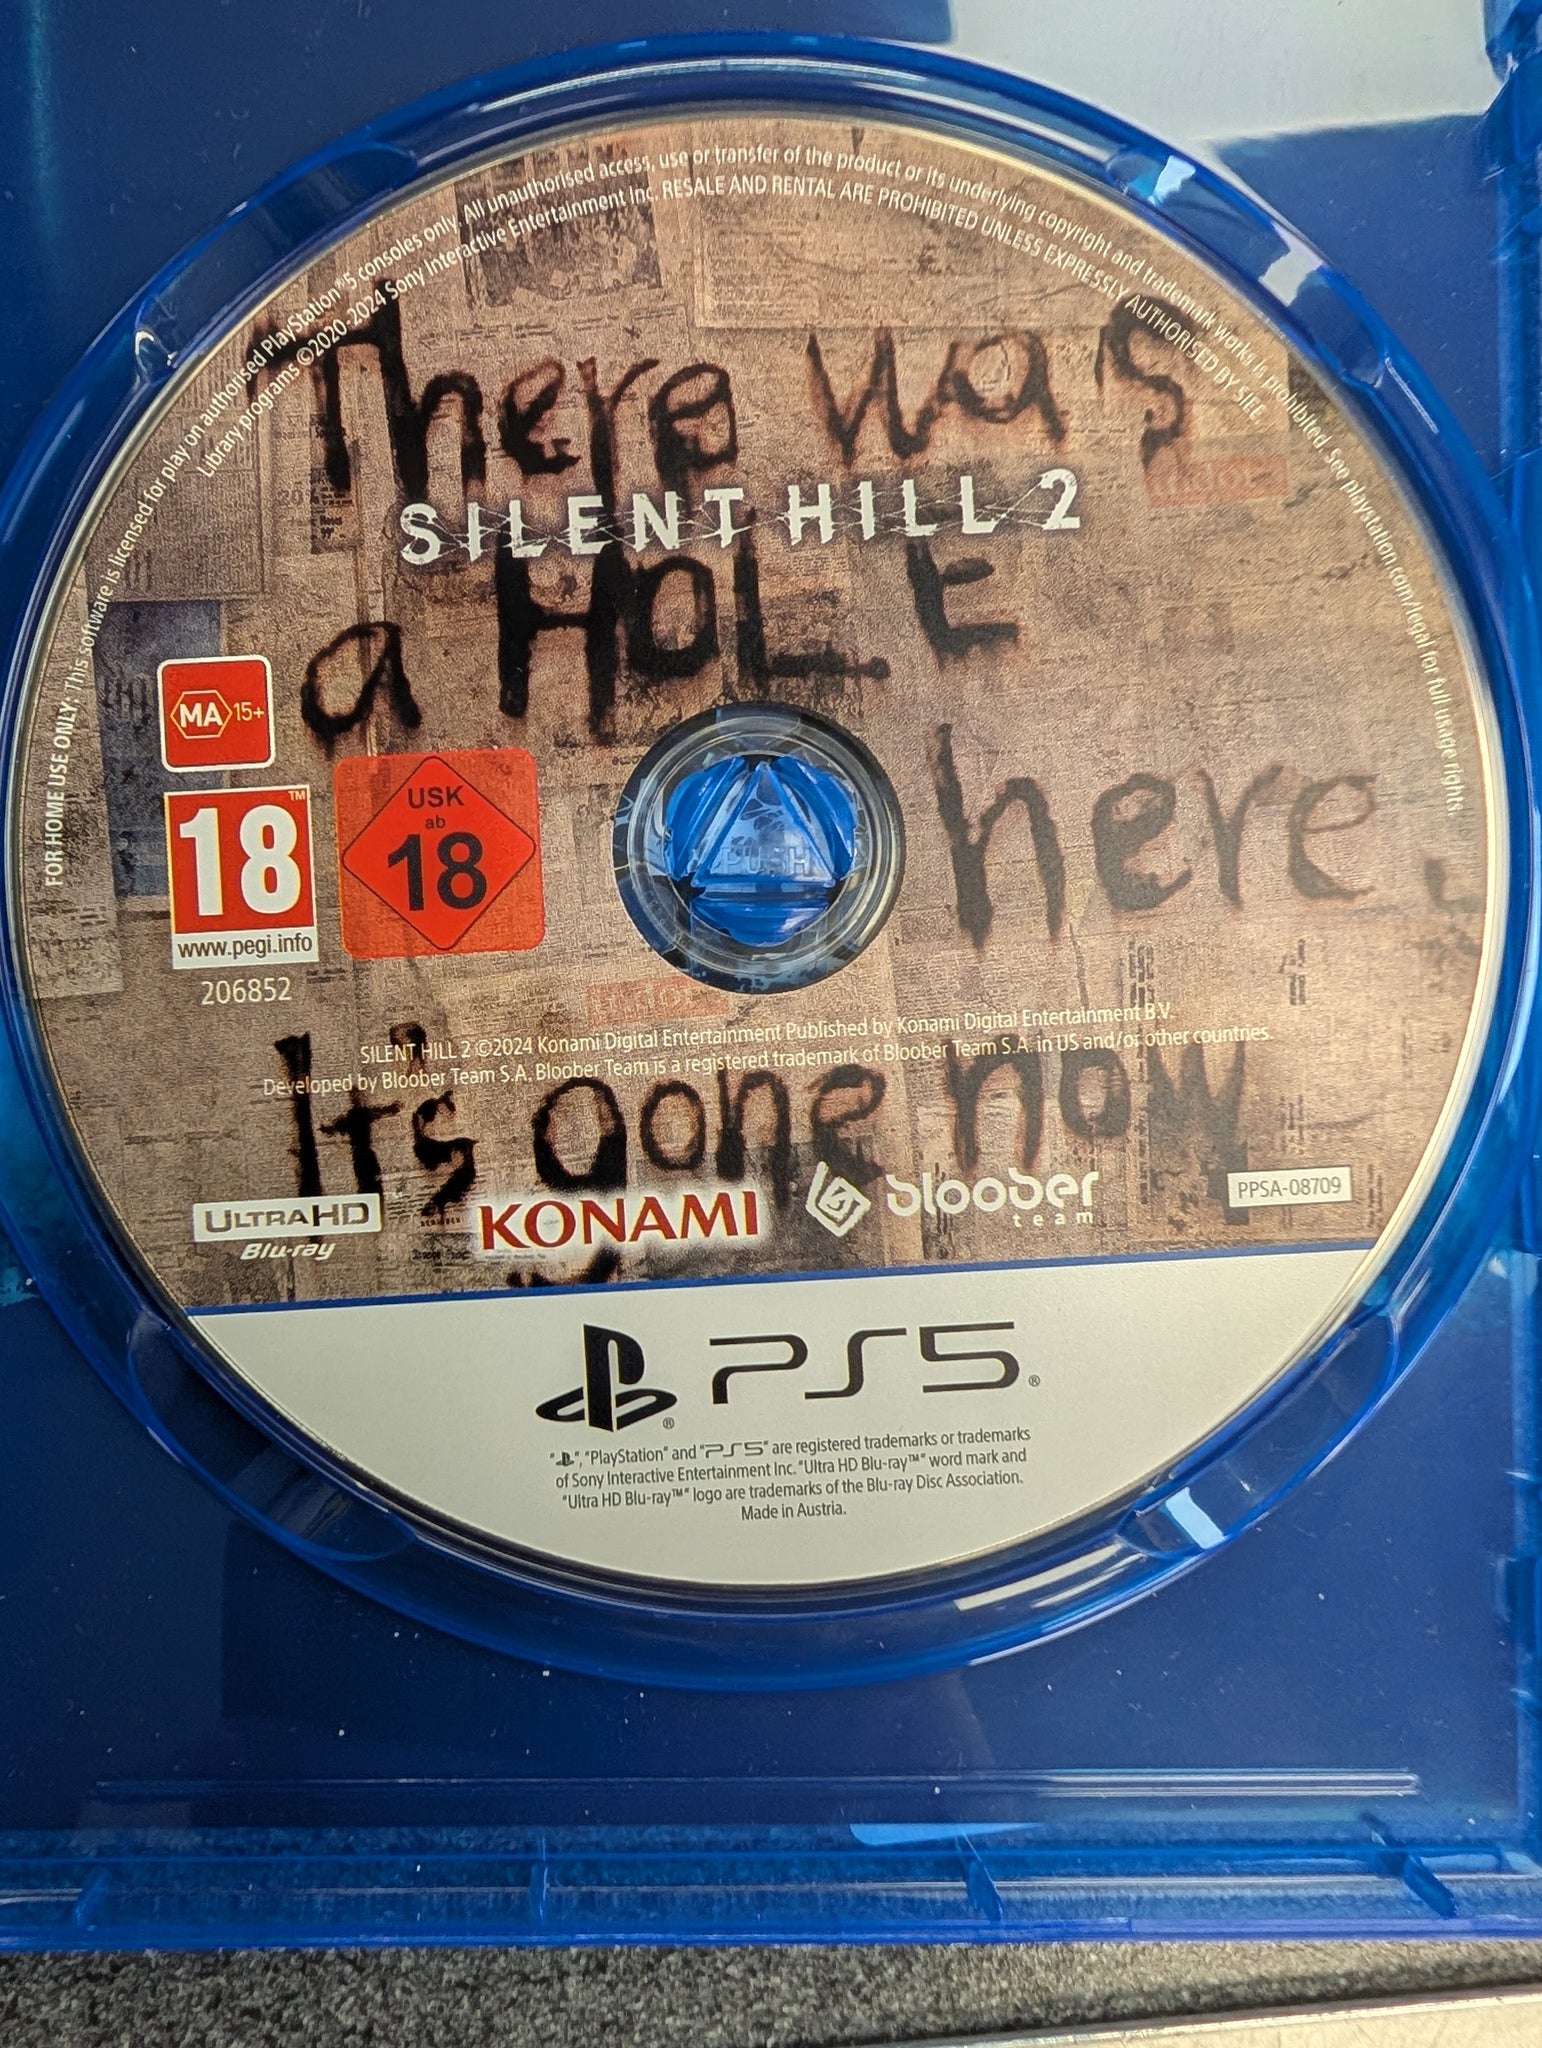 FOR HOME USE ONLY. This software is licensed for play on authorised PlayStation®5 consoles only. All unauthorised access, use or transfer of the product or its underlying copyright and trademark works is prohibited. See playstation.com/legal for full usage rights.
Library programs ©2020-2024 Sony Interactive Entertainment Inc. RESALE AND RENTAL ARE PROHIBITED UNLESS EXPRESSLY AUTHORISED BY SIEE.
There was
SILENT HILL 2
a HOLE
here.
MA 15+
USK
ab
18
18™
www.pegi.info
PUSH
206852
SILENT HILL 2 ©2024 Konami Digital Entertainment Published by Konami Digital Entertainment B.V.
Developed by Bloober Team S.A. Bloober Team is a registered trademark of Bloober Team S.A. in US and/or other countries.
It's gone now
ULTRA HD
Blu-ray
KONAMI
bloober
team
PPSA-08709
® PS5®
"", "PlayStation" and "PS5" are registered trademarks or trademarks
of Sony Interactive Entertainment Inc. "Ultra HD Blu-ray™" word mark and
"Ultra HD Blu-ray™" logo are trademarks of the Blu-ray Disc Association.
Made in Austria.